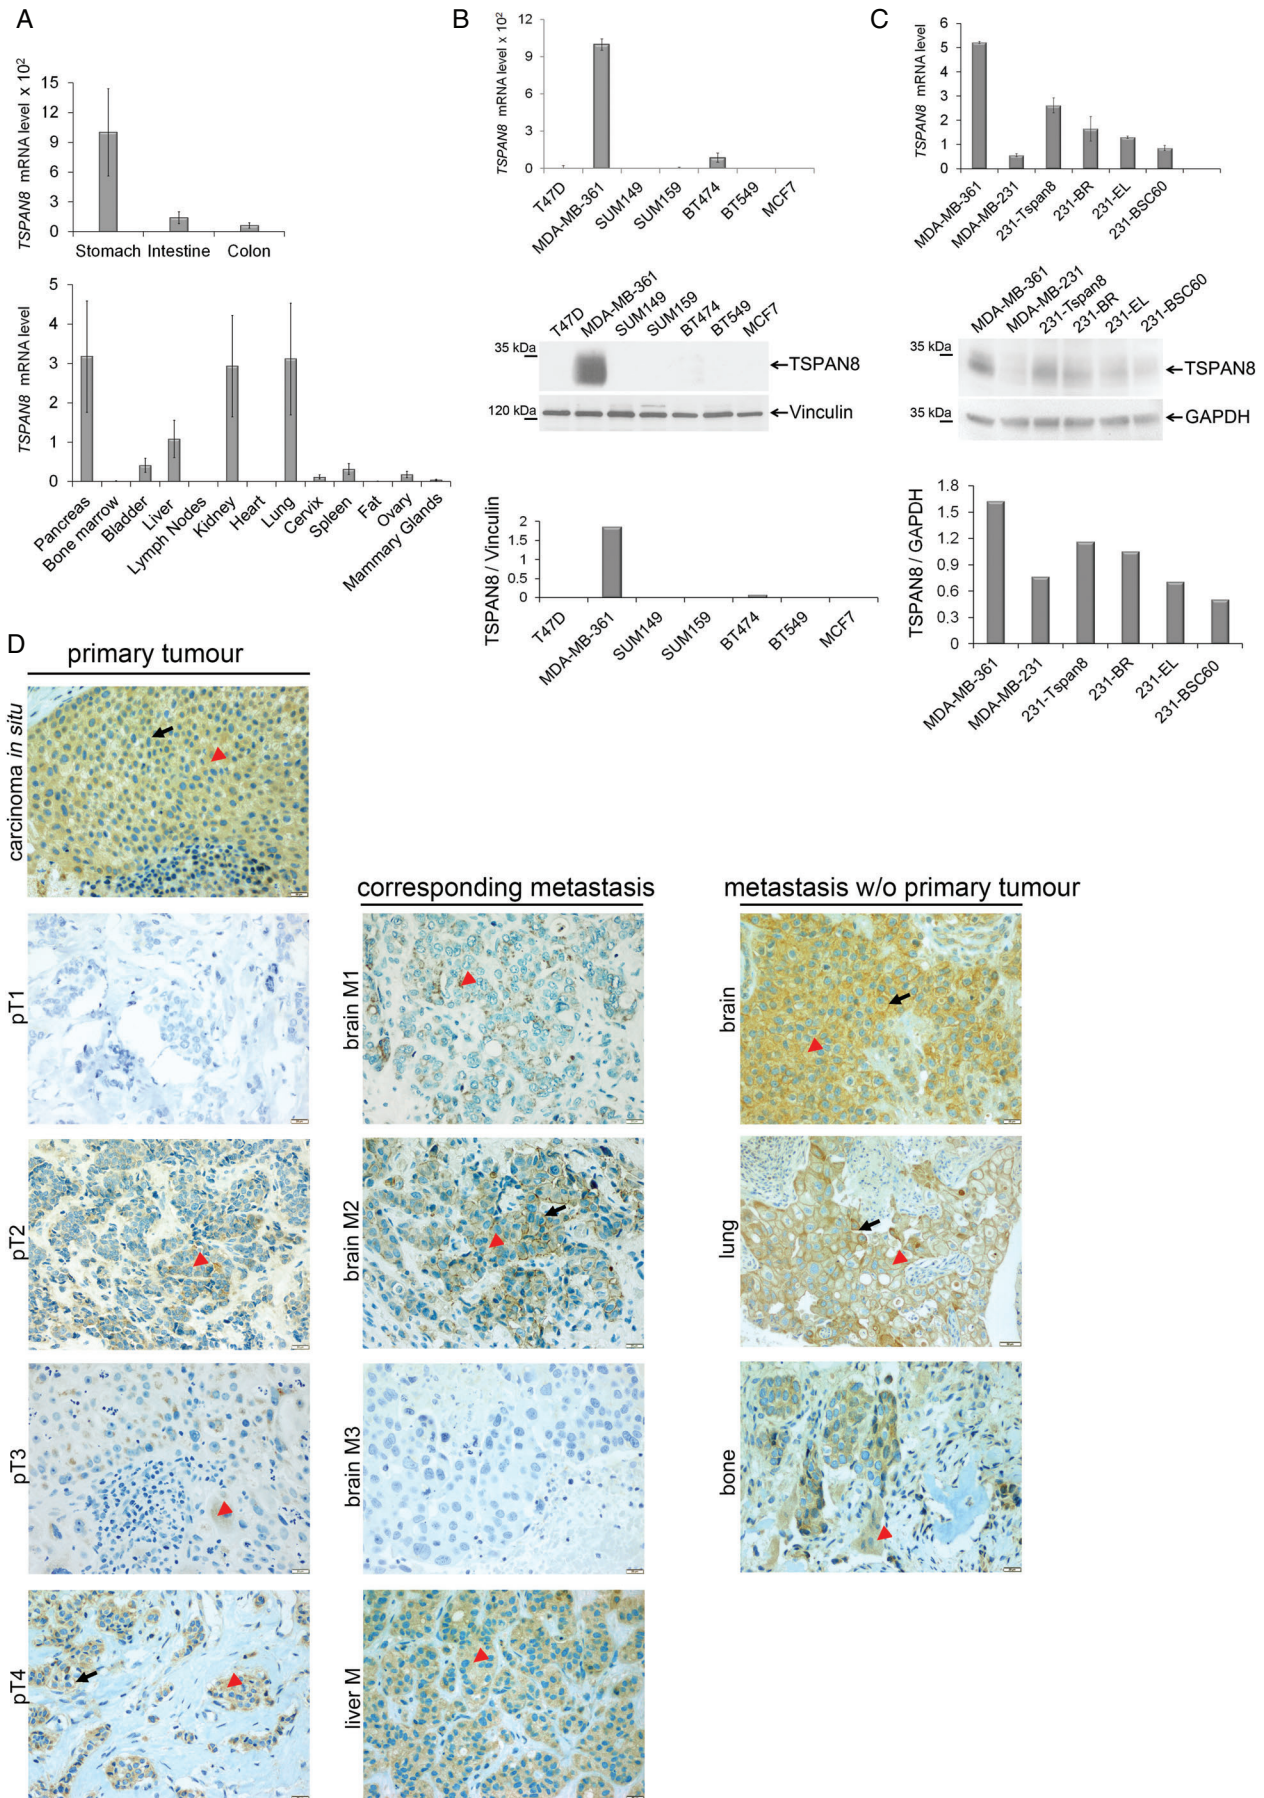 A
TSPAN8 mRNA level x 10²
15
12
9
6
3
0
Stomach Intestine Colon
TSPAN8 mRNA level
5
4
3
2
1
0
Pancreas
Bone marrow
Bladder
Liver
Lymph Nodes
Kidney
Heart
Lung
Cervix
Spleen
Fat
Ovary
Mammary Glands
B
TSPAN8 mRNA level x 10²
12
9
6
3
0
T47D
MDA-MB-361
SUM149
SUM159
BT474
BT549
MCF7
T47D
MDA-MB-361
SUM149
SUM159
BT474
BT549
MCF7
35 kDa
←TSPAN8
120 kDa
←Vinculin
TSPAN8 / Vinculin
2
1.5
1
0.5
0
T47D
MDA-MB-361
SUM149
SUM159
BT474
BT549
MCF7
C
TSPAN8 mRNA level
6
5
4
3
2
1
0
MDA-MB-361
MDA-MB-231
231-Tspan8
231-BR
231-EL
231-BSC60
MDA-MB-361
MDA-MB-231
231-Tspan8
231-BR
231-EL
231-BSC60
35 kDa
←TSPAN8
35 kDa
←GAPDH
TSPAN8 / GAPDH
1.8
1.5
1.2
0.9
0.6
0.3
0
MDA-MB-361
MDA-MB-231
231-Tspan8
231-BR
231-EL
231-BSC60
D
primary tumour
carcinoma in situ
pT1
pT2
pT3
pT4
corresponding metastasis
brain M1
brain M2
brain M3
liver M
metastasis w/o primary tumour
brain
lung
bone